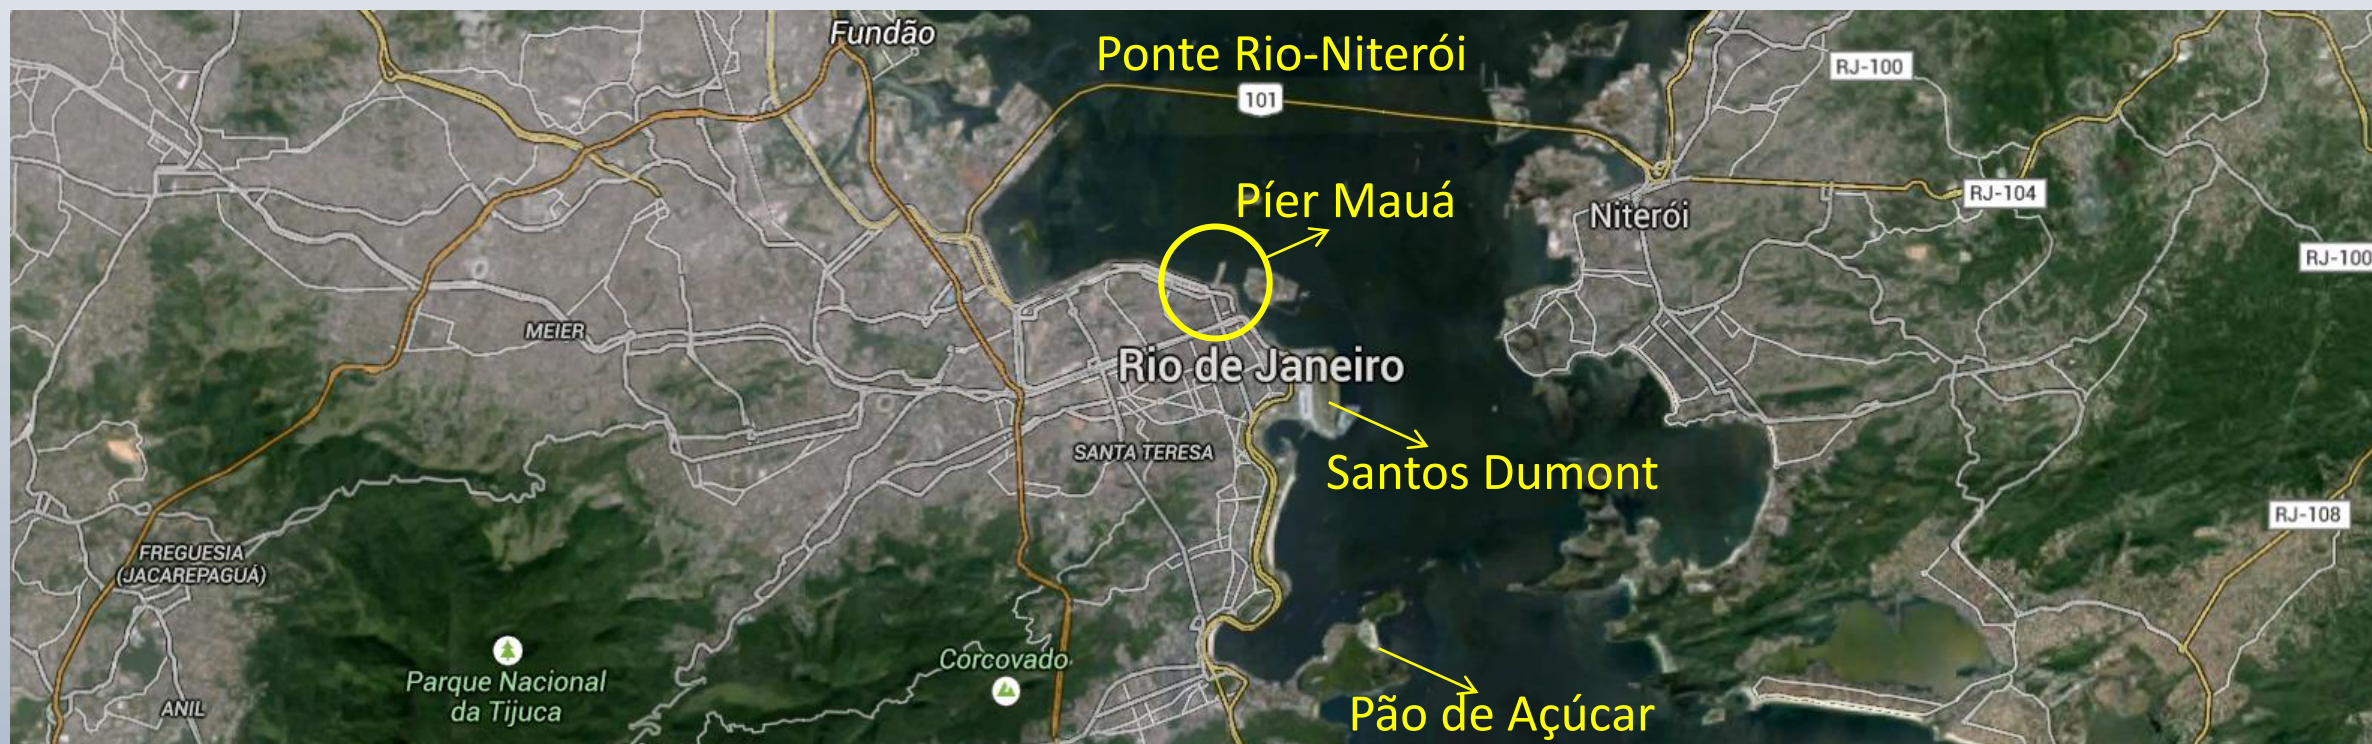 Fundão
Ponte Rio-Niterói
RJ-100
101
Píer Mauá
RJ-104
Niterói
RJ-100
MEIER
Rio de Janeiro
SANTA TERESA
Santos Dumont
RJ-108
FREGUESIA
(JACAREPAGUÁ)
Corcovado
Parque Nacional
da Tijuca
ANIL
Pão de Açúcar